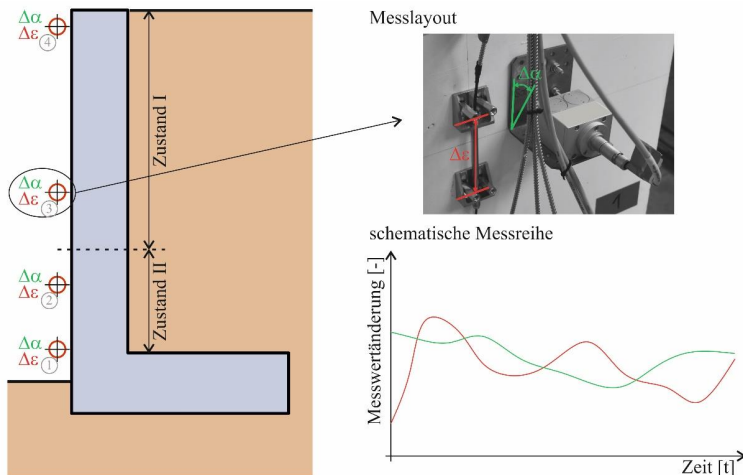 Δα
Δε
4
Zustand I
Δα
Δε
3
Zustand II
Δα
Δε
2
Δα
Δε
1
Messlayout
Δα
Δε
1
schematische Messreihe
Messwertänderung [-]
Zeit [t]